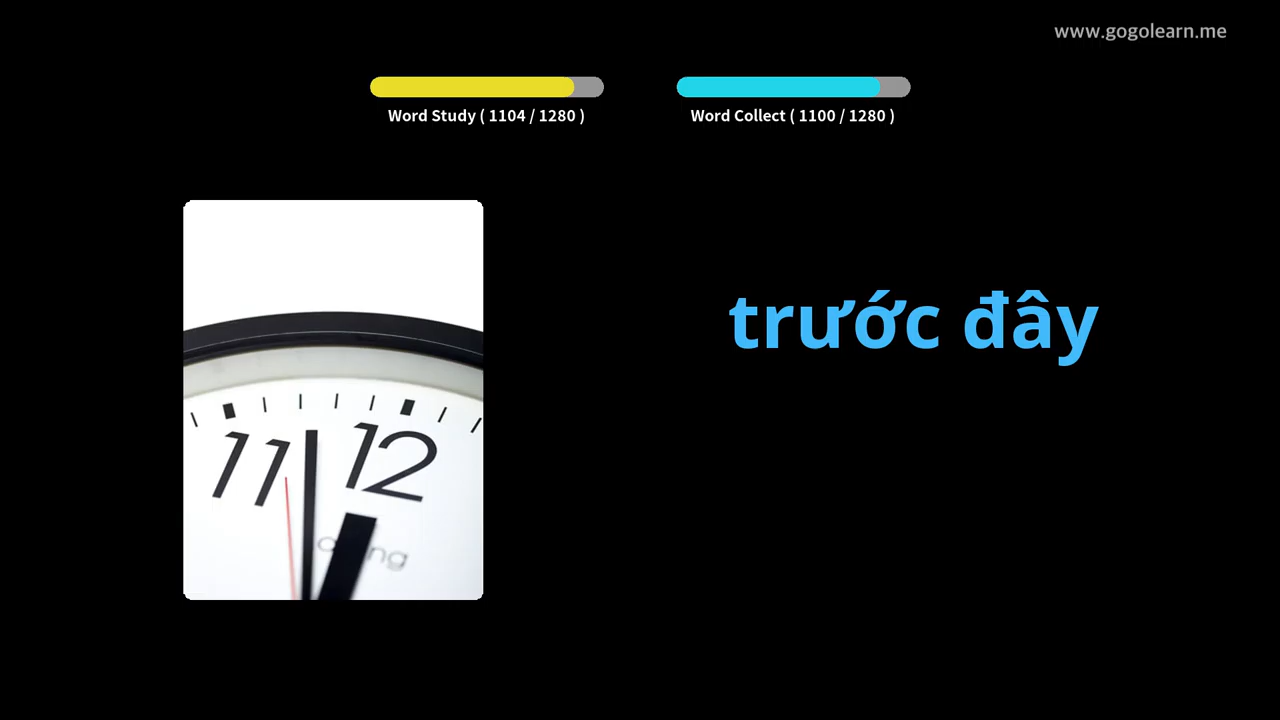 www.gogolearn.me
Word Study ( 1104 / 1280 )
Word Collect ( 1100 / 1280 )
trước đây
11
12